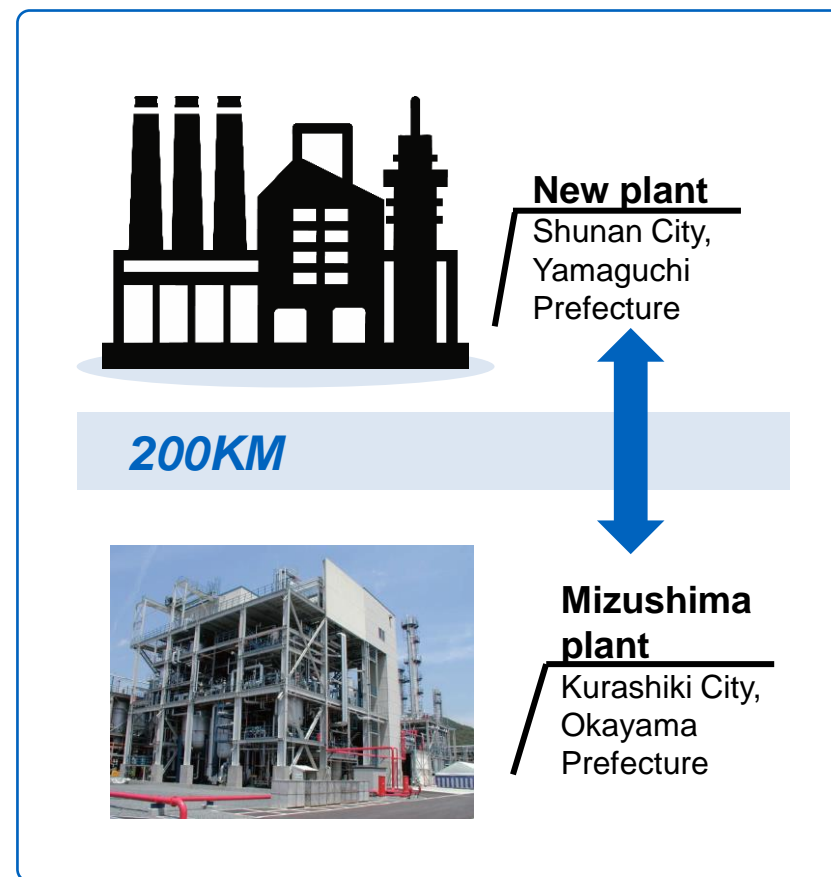 New plant
Shunan City,
Yamaguchi
Prefecture
200KM
Mizushima
plant
Kurashiki City,
Okayama
Prefecture